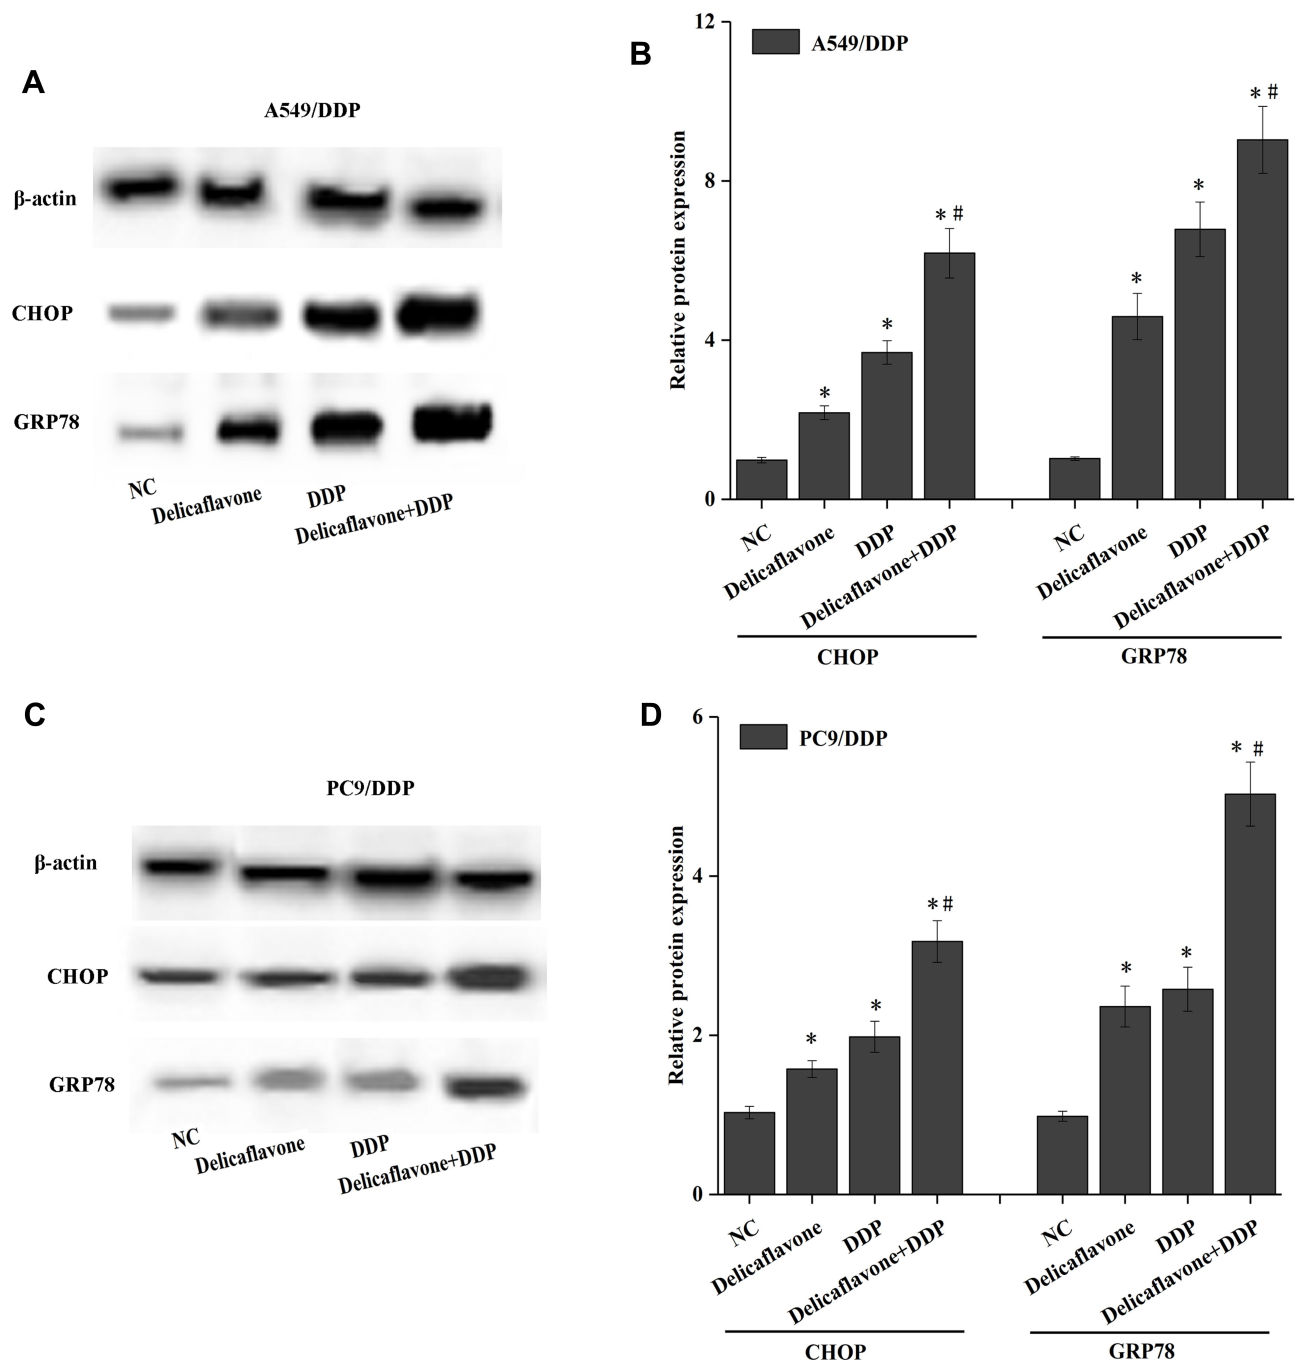 A
A549/DDP
β-actin
CHOP
GRP78
NC
Delicaflavone
DDP
Delicaflavone+DDP
B
A549/DDP
Relative protein expression
12
8
4
0
*
*
* #
*
*
* #
NC
Delicaflavone
DDP
Delicaflavone+DDP
NC
Delicaflavone
DDP
Delicaflavone+DDP
CHOP
GRP78
C
PC9/DDP
β-actin
CHOP
GRP78
NC
Delicaflavone
DDP
Delicaflavone+DDP
D
PC9/DDP
Relative protein expression
6
4
2
0
*
*
* #
*
*
* #
NC
Delicaflavone
DDP
Delicaflavone+DDP
NC
Delicaflavone
DDP
Delicaflavone+DDP
CHOP
GRP78